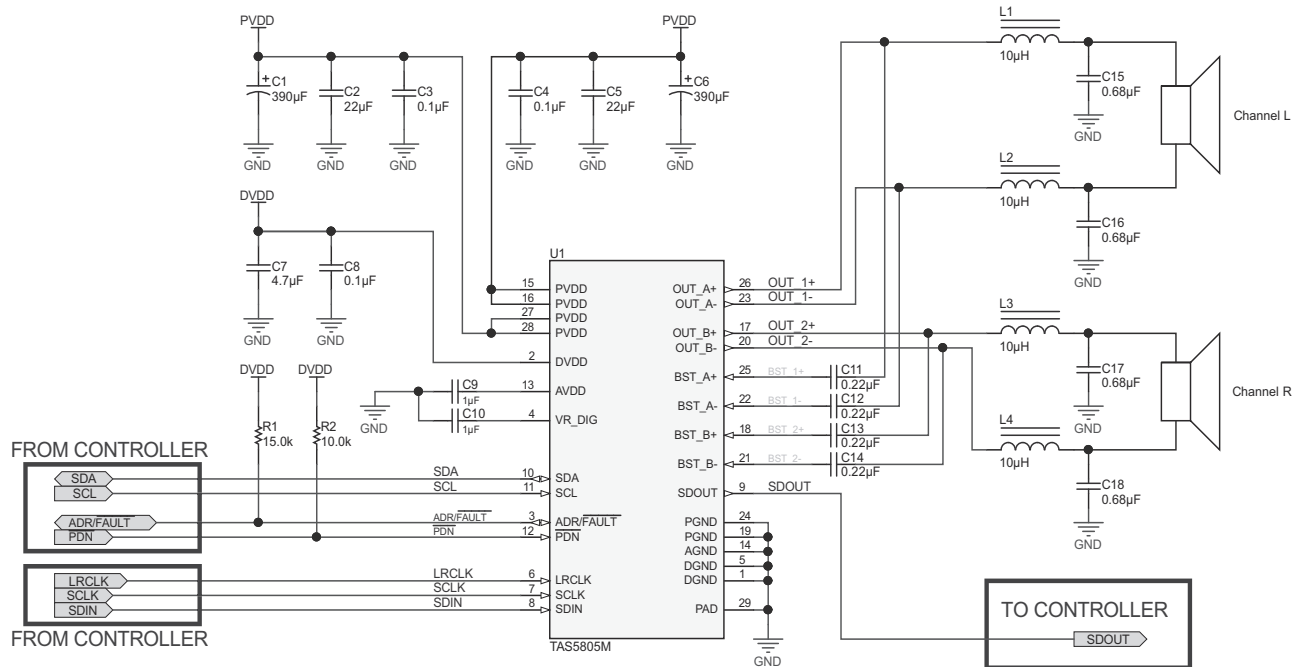 PVDD
C1
390µF
C2
22µF
C3
0.1µF
GND
GND
GND
PVDD
C4
0.1µF
C5
22µF
C6
390µF
GND
GND
GND
L1
10µH
C15
0.68µF
GND
Channel L
L2
10µH
C16
0.68µF
GND
DVDD
C7
4.7µF
C8
0.1µF
GND
GND
U1
15 PVDD
16 PVDD
27 PVDD
28 PVDD
2 DVDD
13 AVDD
4 VR_DIG
10 SDA
11 SCL
3 ADR/FAULT
12 PDN
6 LRCLK
7 SCLK
8 SDIN
OUT_A+ 26 OUT_1+
OUT_A- 23 OUT_1-
OUT_B+ 17 OUT_2+
OUT_B- 20 OUT_2-
BST_A+ 25 BST_1+
BST_A- 22 BST_1-
BST_B+ 18 BST_2+
BST_B- 21 BST_2-
SDOUT 9 SDOUT
PGND 24
PGND 19
AGND 14
DGND 5
DGND 1
PAD 29
TAS5805M
GND
C11
0.22µF
C12
0.22µF
C13
0.22µF
C14
0.22µF
L3
10µH
C17
0.68µF
GND
Channel R
L4
10µH
C18
0.68µF
GND
C9
1µF
C10
1µF
GND
DVDD
R1
15.0k
DVDD
R2
10.0k
FROM CONTROLLER
SDA
SCL
ADR/FAULT
PDN
SDA
SCL
ADR/FAULT
PDN
LRCLK
SCLK
SDIN
LRCLK
SCLK
SDIN
FROM CONTROLLER
TO CONTROLLER
SDOUT